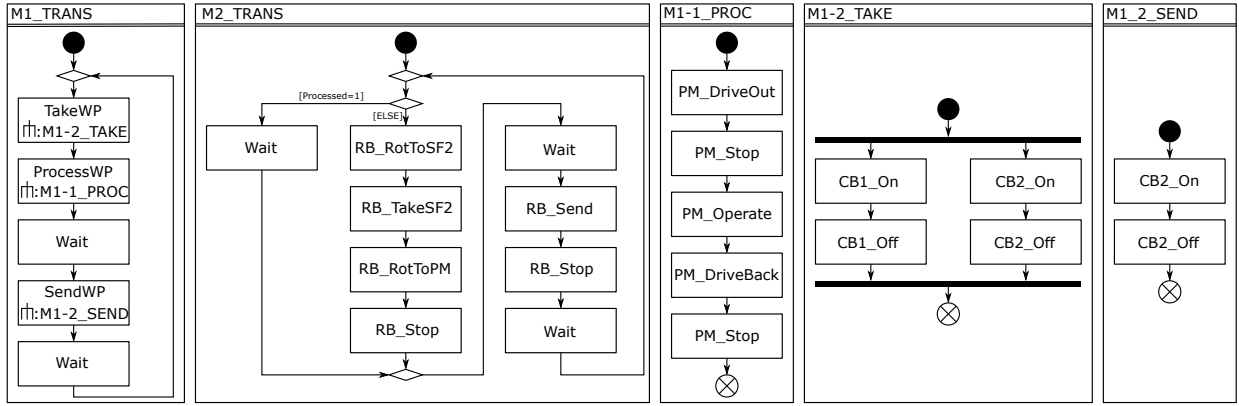 M1_TRANS
TakeWP
:M1-2_TAKE
ProcessWP
:M1-1_PROC
Wait
SendWP
:M1-2_SEND
Wait
M2_TRANS
[Processed=1]
[ELSE]
Wait
RB_RotToSF2
RB_TakeSF2
RB_RotToPM
RB_Stop
Wait
RB_Send
RB_Stop
Wait
M1-1_PROC
PM_DriveOut
PM_Stop
PM_Operate
PM_DriveBack
PM_Stop
M1-2_TAKE
CB1_On
CB1_Off
CB2_On
CB2_Off
M1_2_SEND
CB2_On
CB2_Off